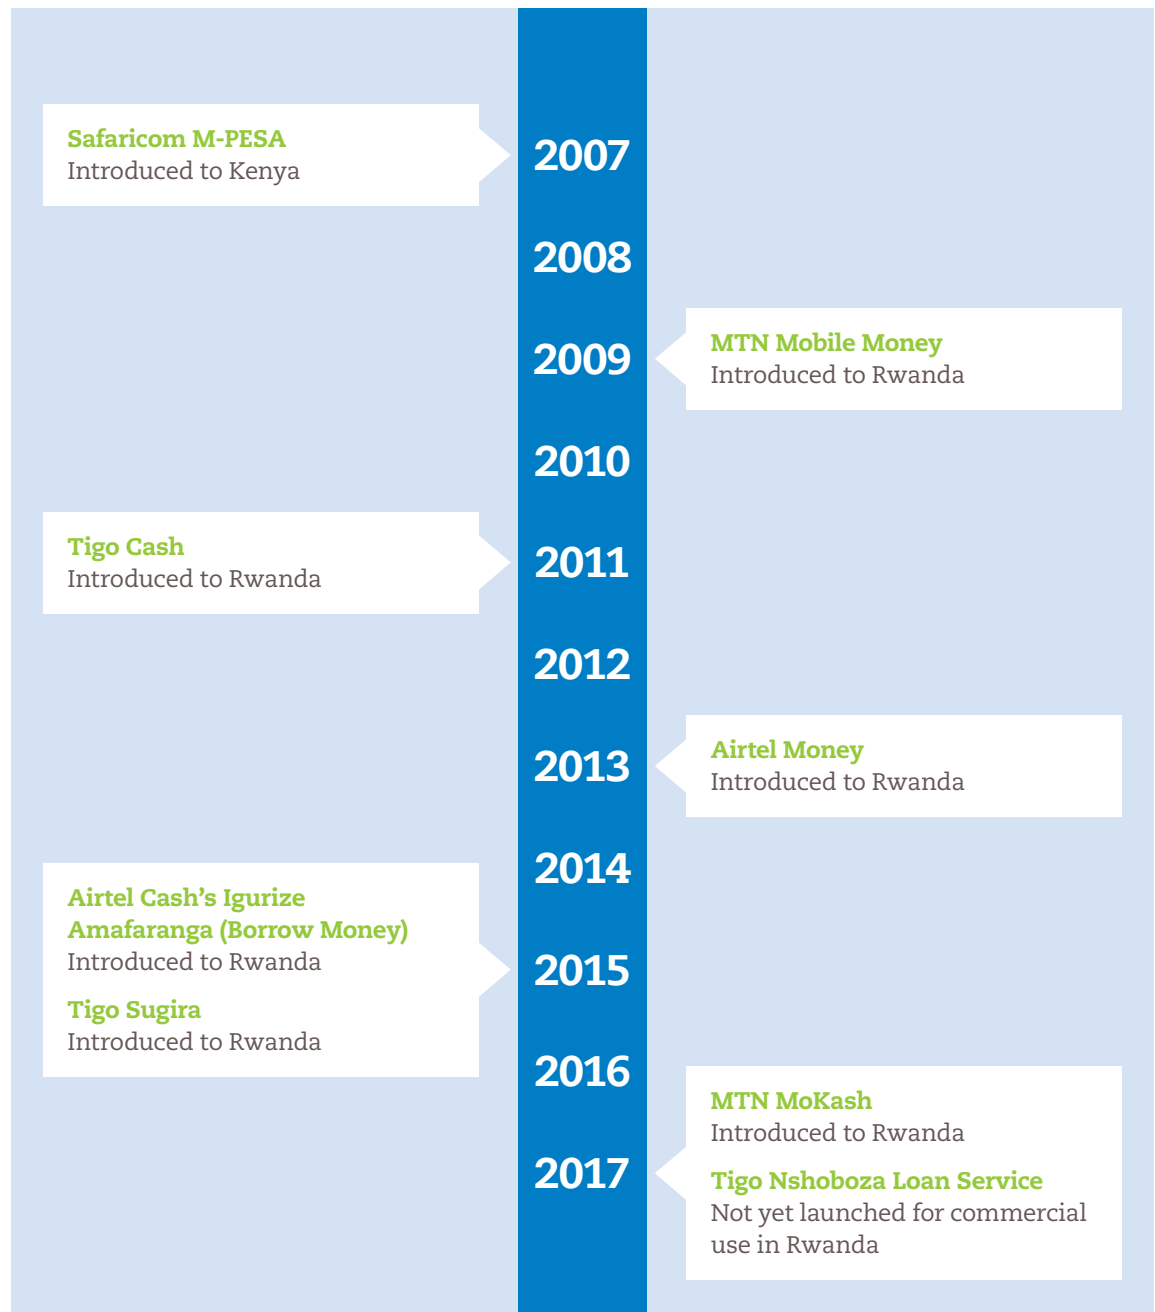 Safaricom M-PESA
Introduced to Kenya
2007
2008
2009
MTN Mobile Money
Introduced to Rwanda
2010
Tigo Cash
Introduced to Rwanda
2011
2012
2013
Airtel Money
Introduced to Rwanda
2014
Airtel Cash’s Igurize
Amafaranga (Borrow Money)
Introduced to Rwanda
Tigo Sugira
Introduced to Rwanda
2015
2016
2017
MTN MoKash
Introduced to Rwanda
Tigo Nshoboza Loan Service
Not yet launched for commercial
use in Rwanda